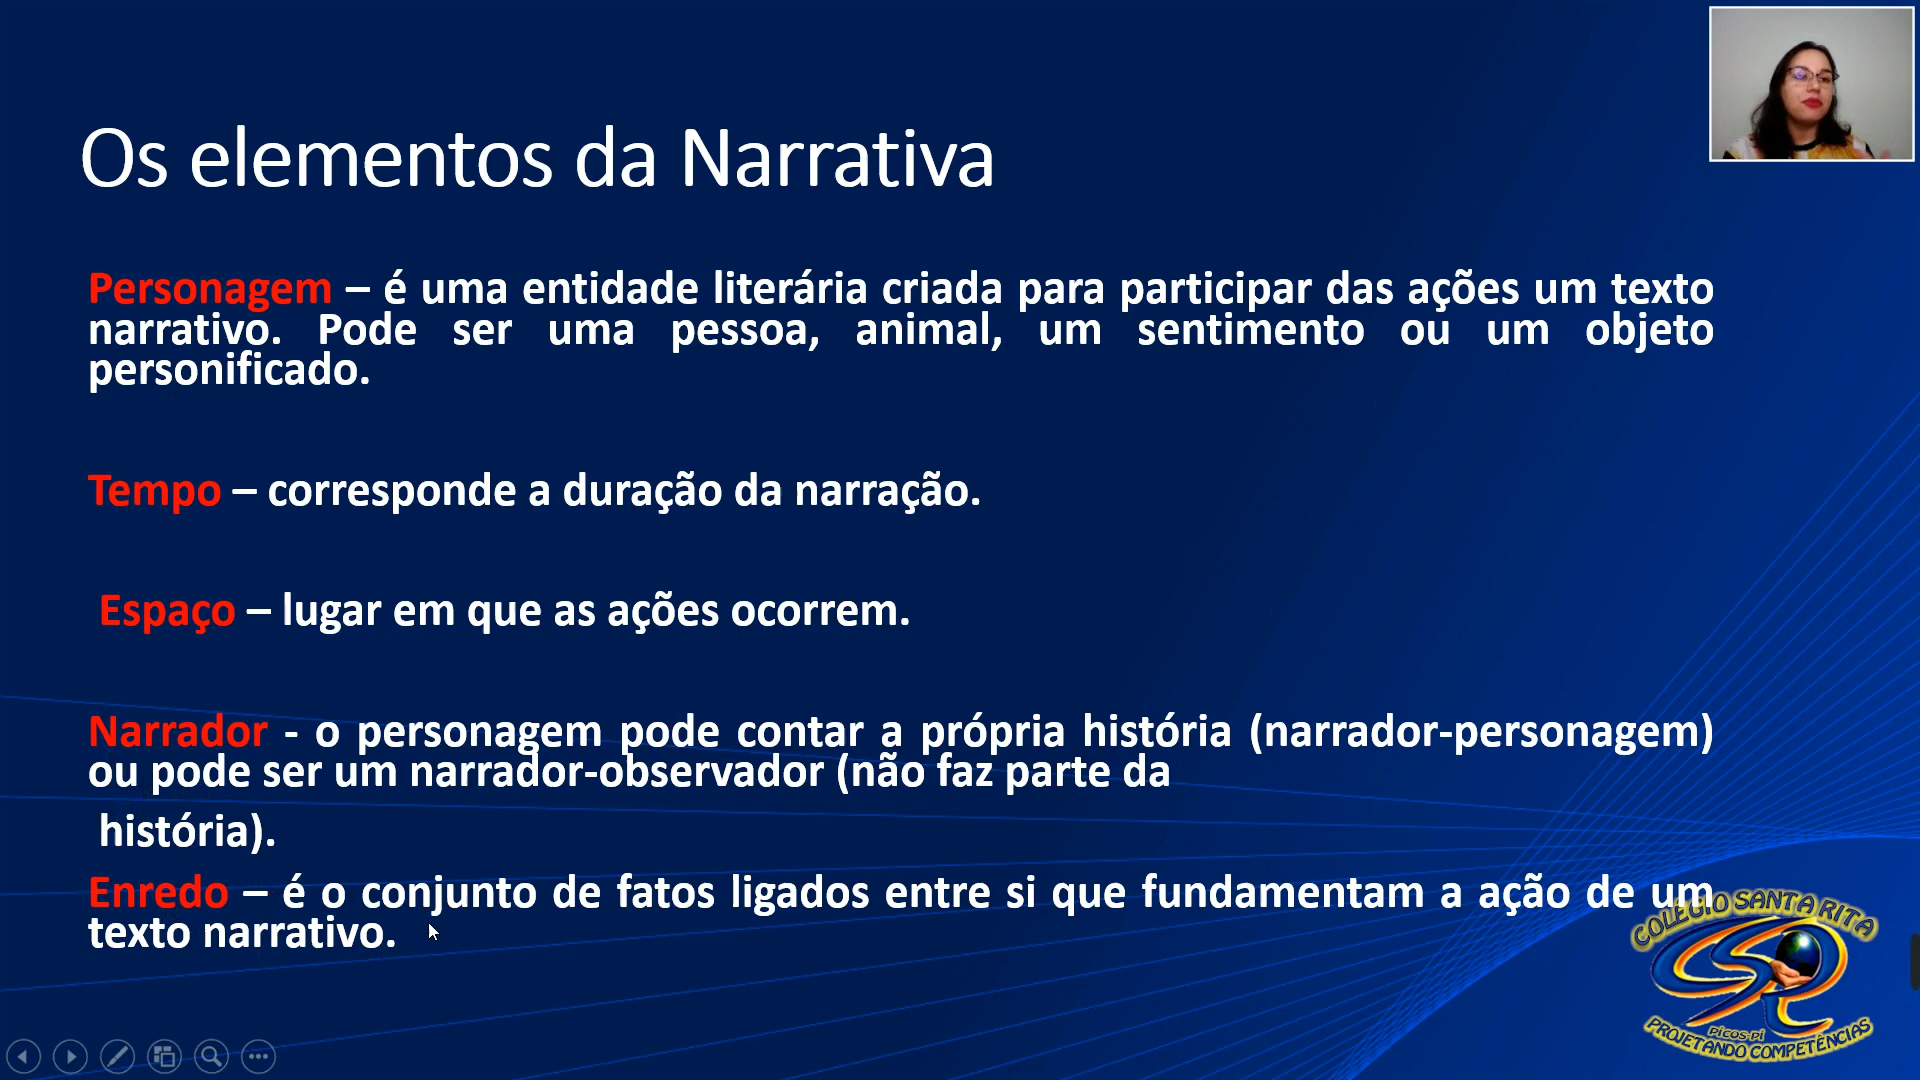 Os elementos da Narrativa
Personagem – é uma entidade literária criada para participar das ações um texto
narrativo. Pode ser uma pessoa, animal, um sentimento ou um objeto
personificado.
Tempo – corresponde a duração da narração.
Espaço – lugar em que as ações ocorrem.
Narrador - o personagem pode contar a própria história (narrador-personagem)
ou pode ser um narrador-observador (não faz parte da
história).
Enredo – é o conjunto de fatos ligados entre si que fundamentam a ação de um
texto narrativo.
COLÉGIO SANTA RITA
PICOS-PI
PROJETANDO COMPETÊNCIAS